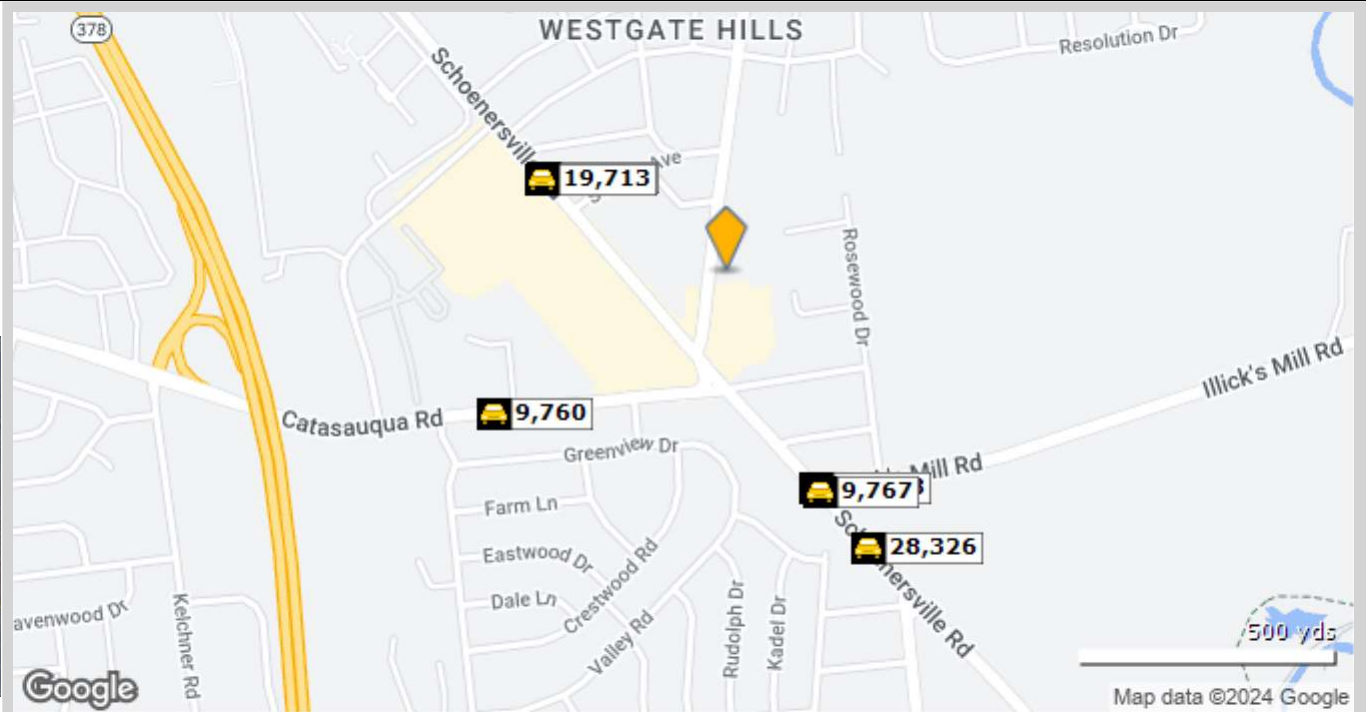 378
WESTGATE HILLS
Resolution Dr
Schoenersville
19,713
Ave
Rosewood Dr
Illick's Mill Rd
9,760
Catasauqua Rd
Greenview Dr
Mill Rd
9,767
Farm Ln
28,326
Eastwood Dr
Schoenersville Rd
Dale Ln
Crestwood Rd
avenwood Dr
Kelchner Rd
Valley Rd
Rudolph Dr
Kadel Dr
500 yds
Google
Map data ©2024 Google